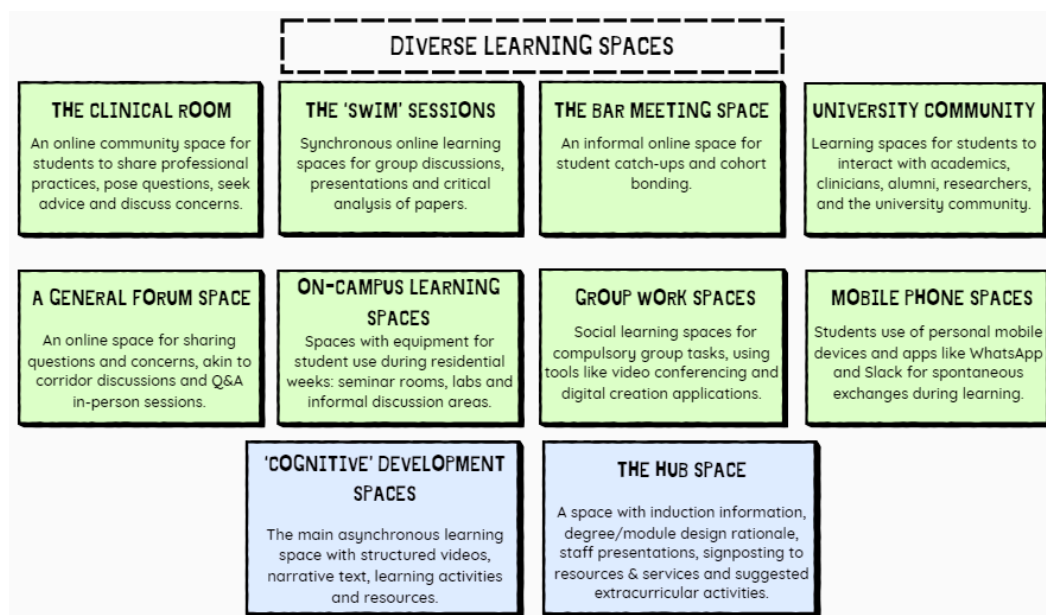 DIVERSE LEARNING SPACES
THE CLINICAL ROOM
An online community space for
students to share professional
practices, pose questions, seek
advice and discuss concerns.
THE 'SWIM' SESSIONS
Synchronous online learning
spaces for group discussions,
presentations and critical
analysis of papers.
THE BAR MEETING SPACE
An informal online space for
student catch-ups and cohort
bonding.
UNIVERSITY COMMUNITY
Learning spaces for students to
interact with academics,
clinicians, alumni, researchers,
and the university community.
A GENERAL FORUM SPACE
An online space for sharing
questions and concerns, akin to
corridor discussions and Q&A
in-person sessions.
ON-CAMPUS LEARNING
SPACES
Spaces with equipment for
student use during residential
weeks: seminar rooms, labs and
informal discussion areas.
GROUP WORK SPACES
Social learning spaces for
compulsory group tasks, using
tools like video conferencing and
digital creation applications.
MOBILE PHONE SPACES
Students use of personal mobile
devices and apps like WhatsApp
and Slack for spontaneous
exchanges during learning.
'COGNITIVE' DEVELOPMENT
SPACES
The main asynchronous learning
space with structured videos,
narrative text, learning activities
and resources.
THE HUB SPACE
A space with induction information,
degree/module design rationale,
staff presentations, signposting to
resources & services and suggested
extracurricular activities.